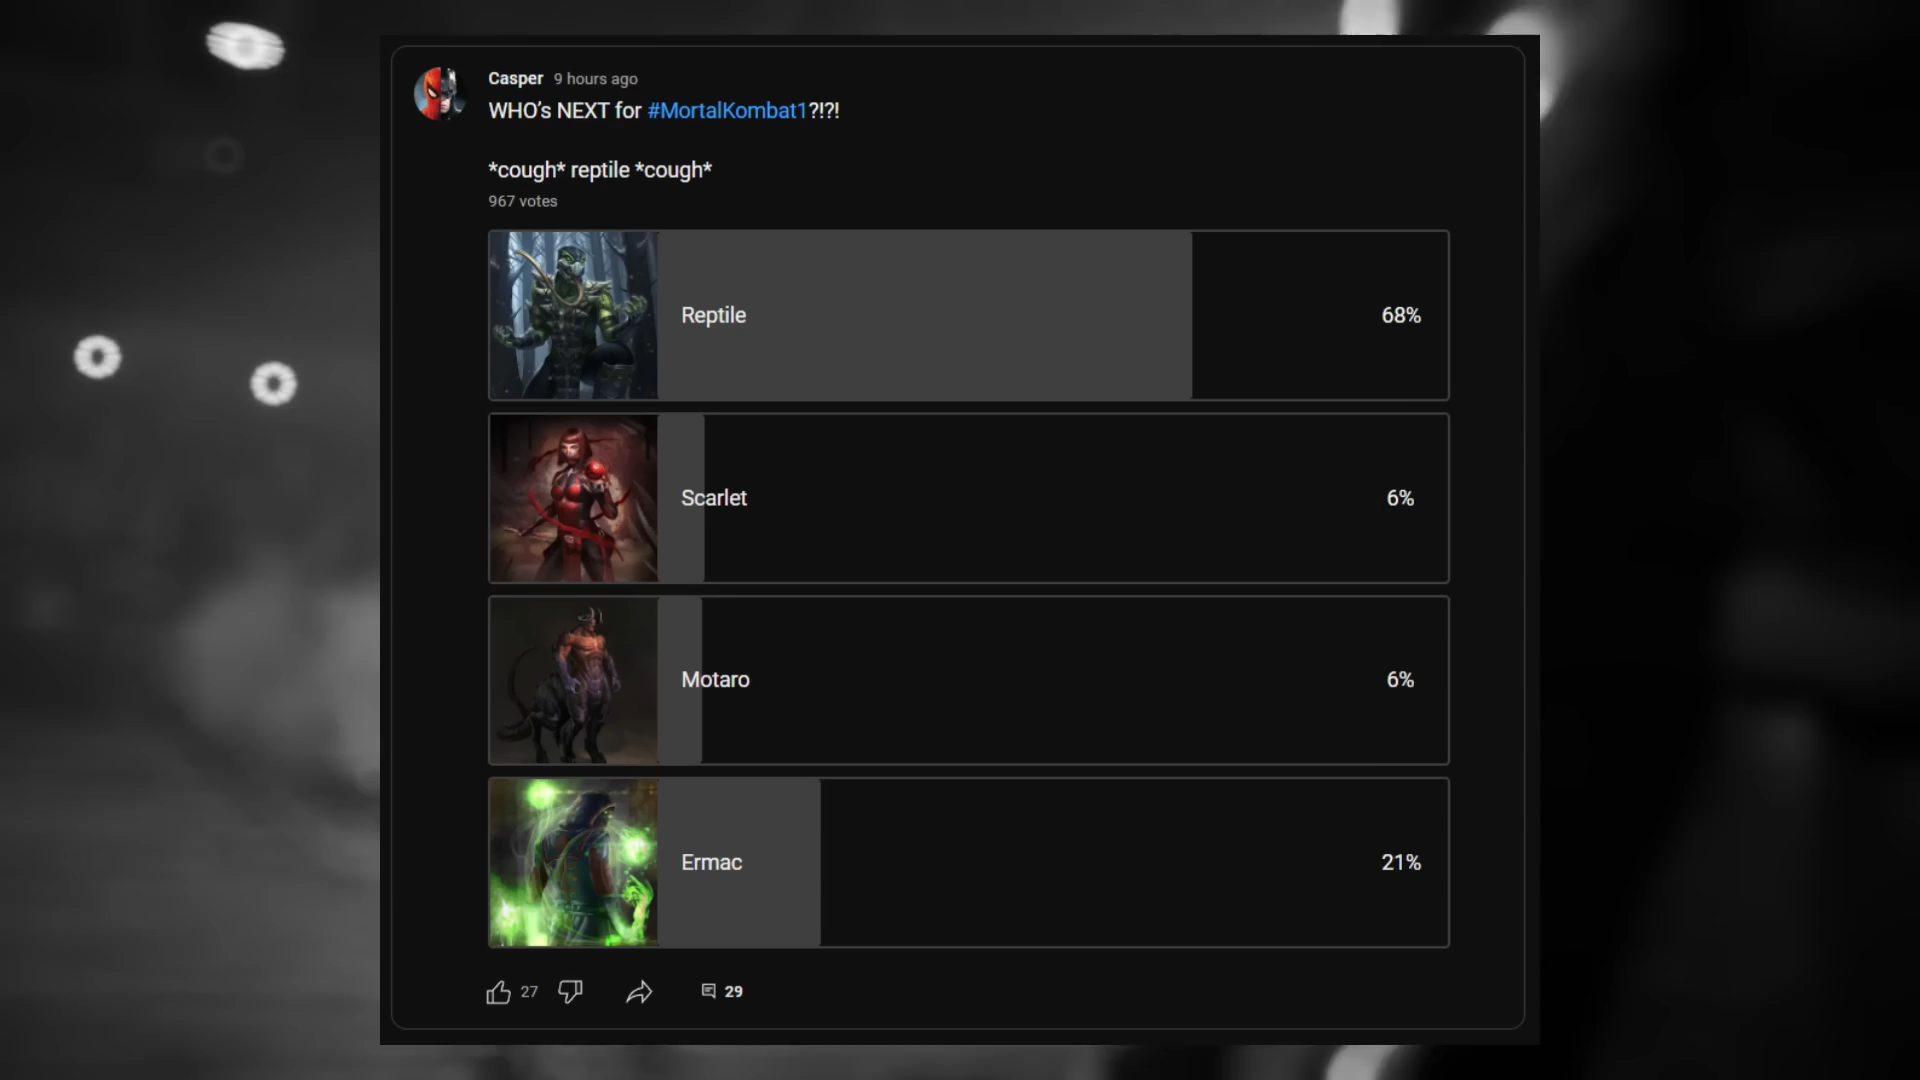 Casper 9 hours ago
WHO’s NEXT for #MortalKombat1?!?!
*cough* reptile *cough*
967 votes
Reptile 68%
Scarlet 6%
Motaro 6%
Ermac 21%
27 29